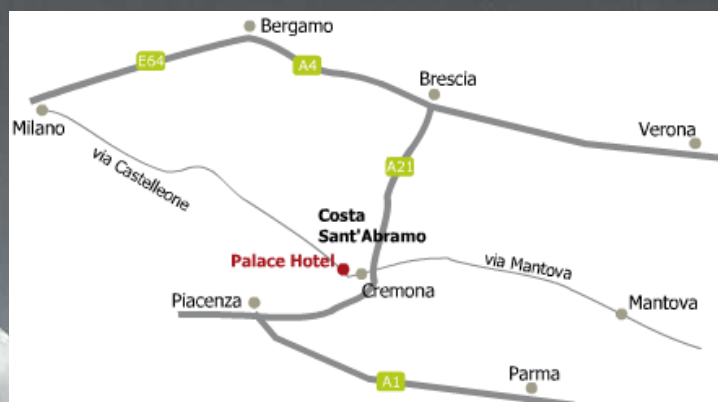 Bergamo
E64
A4
Brescia
Milano
Verona
via Castelleone
A21
Costa
Sant'Abramo
Palace Hotel
via Mantova
Cremona
Piacenza
Mantova
A1
Parma